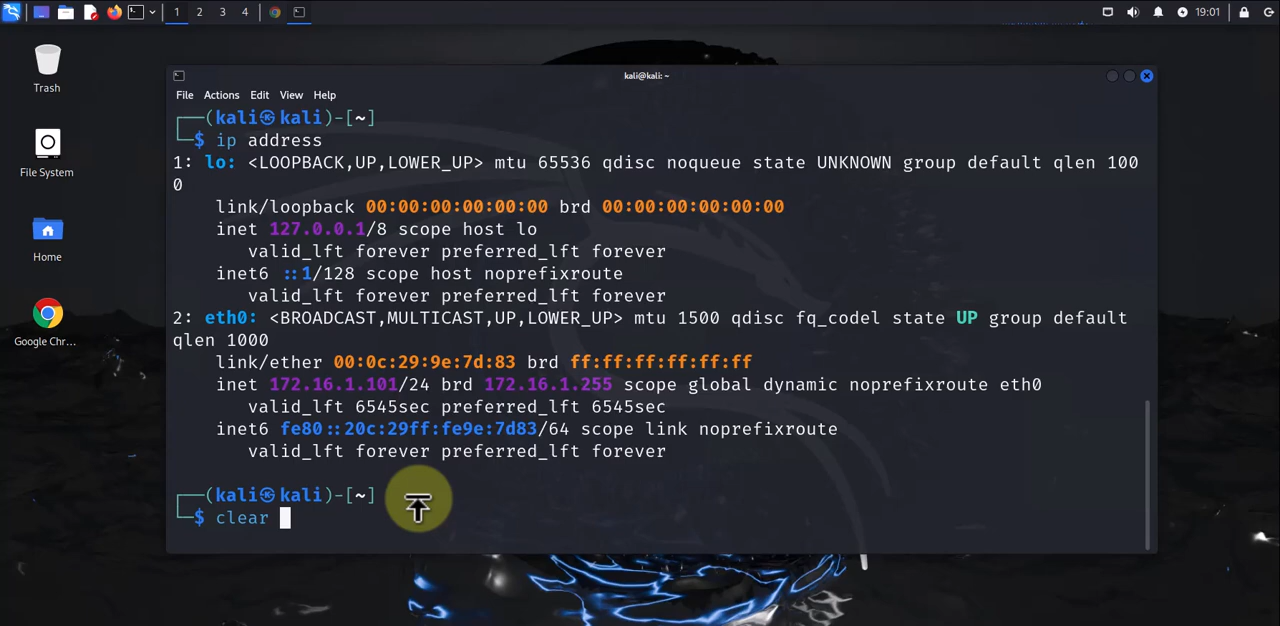 1 2 3 4
19:01
Trash
File System
Home
Google Chr...
kali@kali: ~
File Actions Edit View Help
┌──(kali㉿kali)-[~]
└─$ ip address
1: lo: <LOOPBACK,UP,LOWER_UP> mtu 65536 qdisc noqueue state UNKNOWN group default qlen 100
0
link/loopback 00:00:00:00:00:00 brd 00:00:00:00:00:00
inet 127.0.0.1/8 scope host lo
valid_lft forever preferred_lft forever
inet6 ::1/128 scope host noprefixroute
valid_lft forever preferred_lft forever
2: eth0: <BROADCAST,MULTICAST,UP,LOWER_UP> mtu 1500 qdisc fq_codel state UP group default
qlen 1000
link/ether 00:0c:29:9e:7d:83 brd ff:ff:ff:ff:ff:ff
inet 172.16.1.101/24 brd 172.16.1.255 scope global dynamic noprefixroute eth0
valid_lft 6545sec preferred_lft 6545sec
inet6 fe80::20c:29ff:fe9e:7d83/64 scope link noprefixroute
valid_lft forever preferred_lft forever
┌──(kali㉿kali)-[~]
└─$ clear